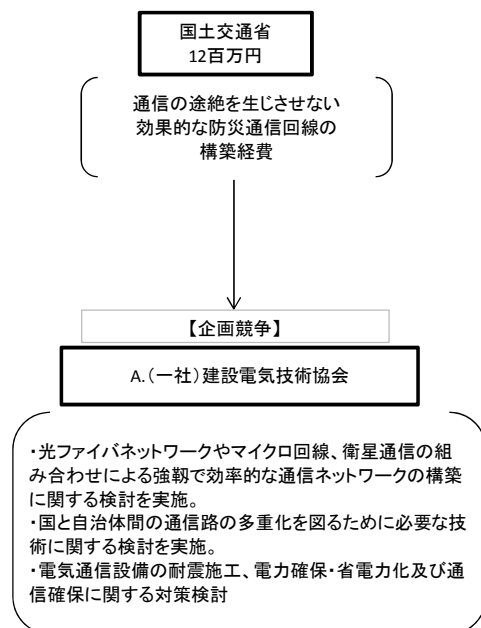 国土交通省
12百万円
通信の途絶を生じさせない
効果的な防災通信回線の
構築経費
【企画競争】
A.(一社)建設電気技術協会
・光ファイバネットワークやマイクロ回線、衛星通信の組
み合わせによる強靭で効率的な通信ネットワークの構築
に関する検討を実施。
・国と自治体間の通信路の多重化を図るために必要な技
術に関する検討を実施。
・電気通信設備の耐震施工、電力確保・省電力化及び通
信確保に関する対策検討